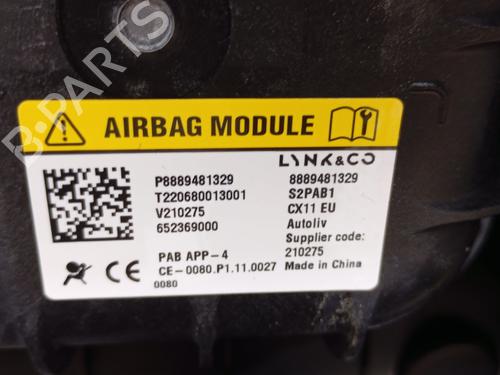 AIRBAG MODULE
LYNK&CO
P8889481329
T220680013001
V210275
652369000
8889481329
S2PAB1
CX11 EU
Autoliv
Supplier code:
210275
Made in China
PAB APP-4
CE-0080.P1.11.0027
0080
CE
B-PARTS